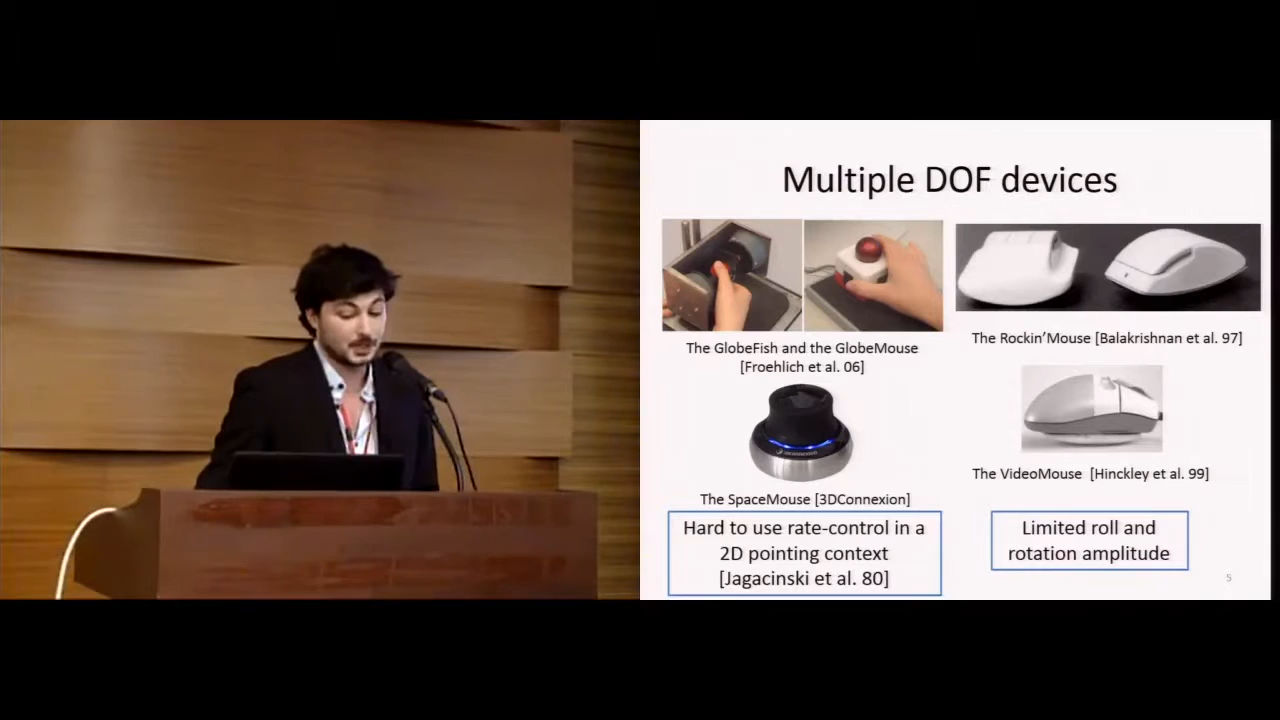 Multiple DOF devices
The GlobeFish and the GlobeMouse
[Froehlich et al. 06]
The Rockin'Mouse [Balakrishnan et al. 97]
The SpaceMouse [3DConnexion]
The VideoMouse [Hinckley et al. 99]
Hard to use rate-control in a
2D pointing context
[Jagacinski et al. 80]
Limited roll and
rotation amplitude
5